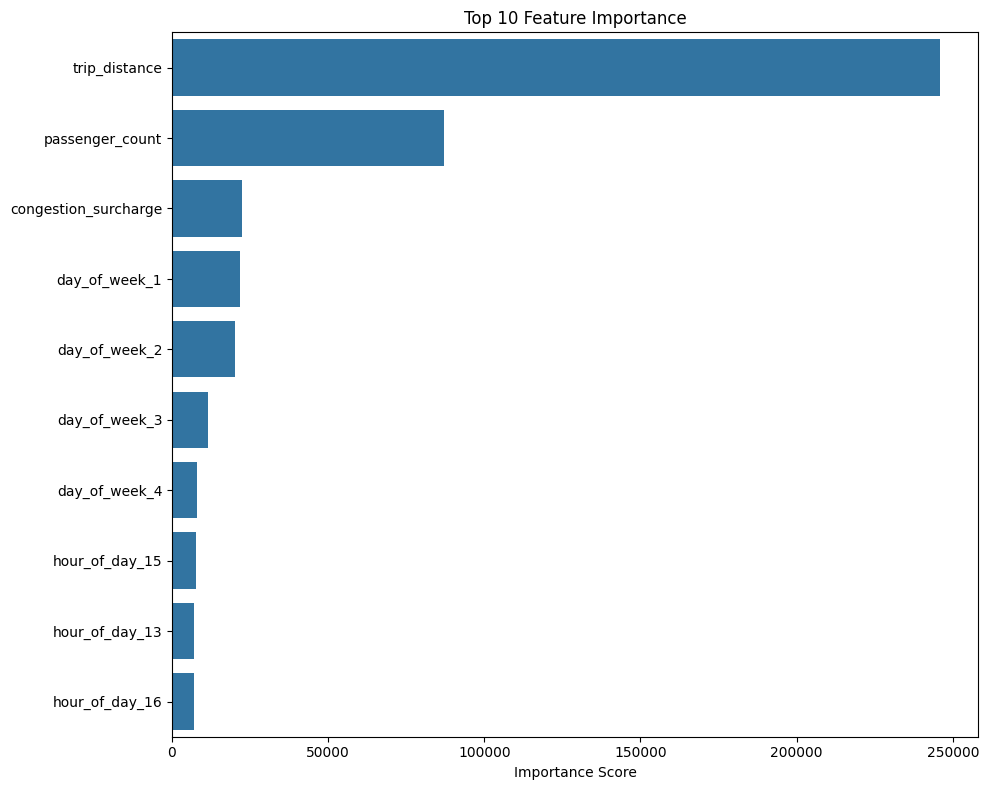 Top 10 Feature Importance
trip_distance
passenger_count
congestion_surcharge
day_of_week_1
day_of_week_2
day_of_week_3
day_of_week_4
hour_of_day_15
hour_of_day_13
hour_of_day_16
0 50000 100000 150000 200000 250000
Importance Score